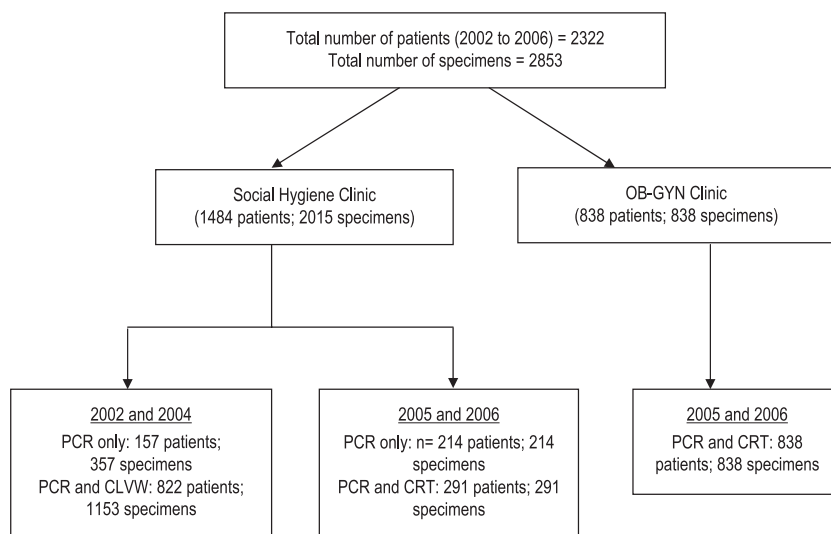 Total number of patients (2002 to 2006) = 2322
Total number of specimens = 2853
Social Hygiene Clinic
(1484 patients; 2015 specimens)
OB-GYN Clinic
(838 patients; 838 specimens)
2002 and 2004
PCR only: 157 patients;
357 specimens
PCR and CLVW: 822 patients;
1153 specimens
2005 and 2006
PCR only: n= 214 patients; 214
specimens
PCR and CRT: 291 patients; 291
specimens
2005 and 2006
PCR and CRT: 838
patients; 838 specimens